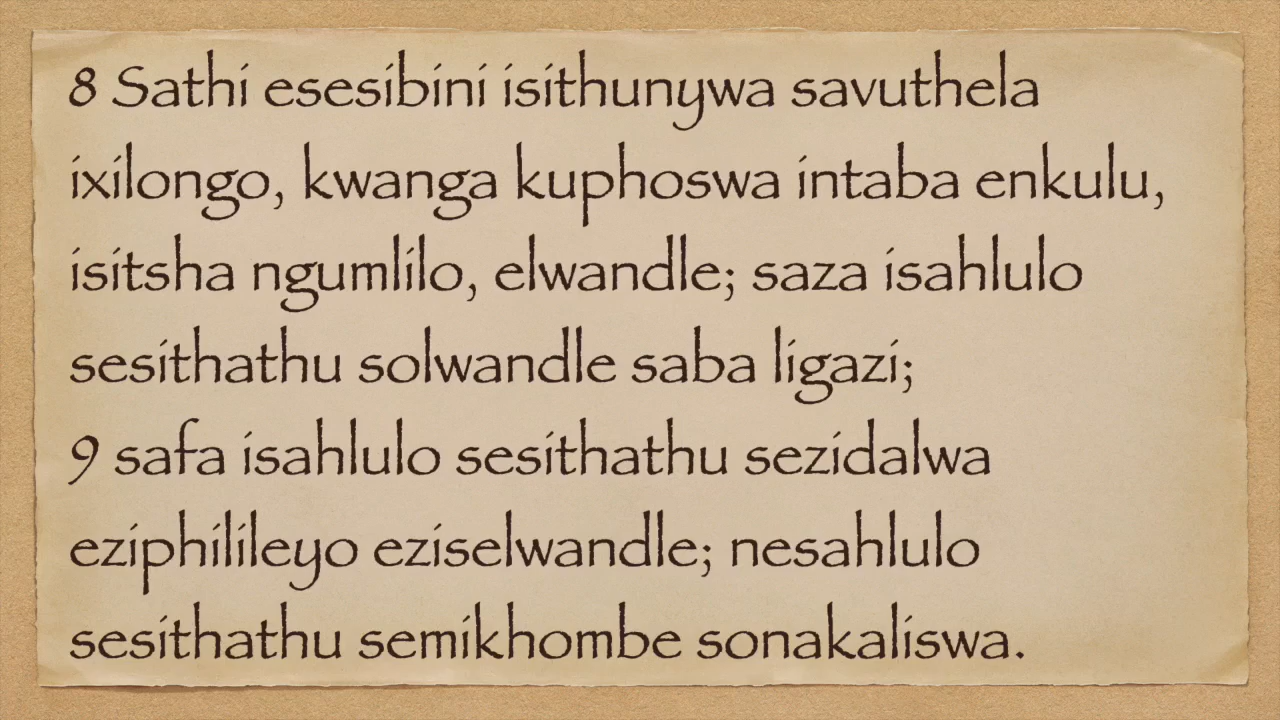 8 Sathi esesibini isithunywa savuthela
ixilongo, kwanga kuphoswa intaba enkulu,
isitsha ngumlilo, elwandle; saza isahlulo
sesithathu solwandle saba ligazi;
9 safa isahlulo sesithathu sezidalwa
eziphilileyo eziselwandle; nesahlulo
sesithathu semikhombe sonakaliswa.